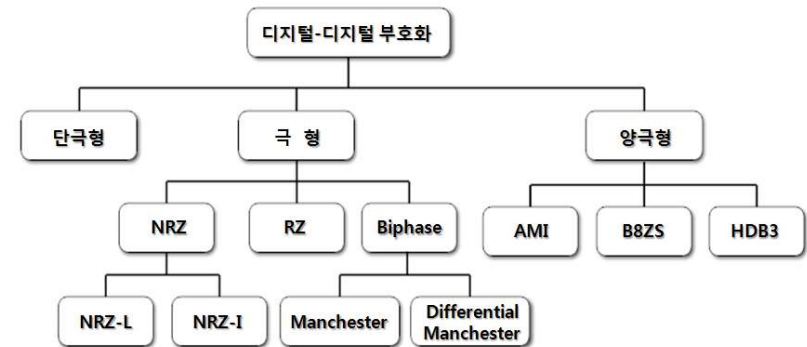 디지털-디지털 부호화
단극형
극 형
양극형
NRZ
RZ
Biphase
AMI
B8ZS
HDB3
NRZ-L
NRZ-I
Manchester
Differential
Manchester